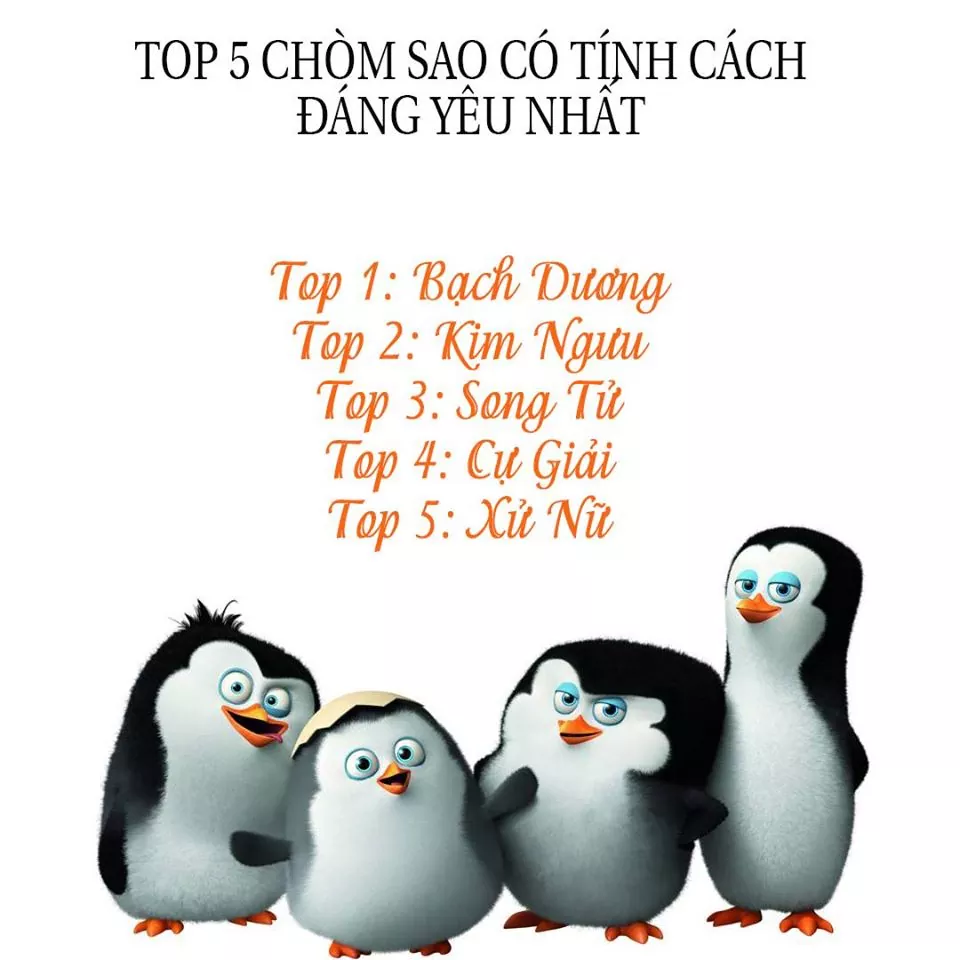 TOP 5 CHÒM SAO CÓ TÍNH CÁCH
ĐÁNG YÊU NHẤT
Top 1: Bạch Dương
Top 2: Kim Ngưu
Top 3: Song Tử
Top 4: Cự Giải
Top 5: Xử Nữ